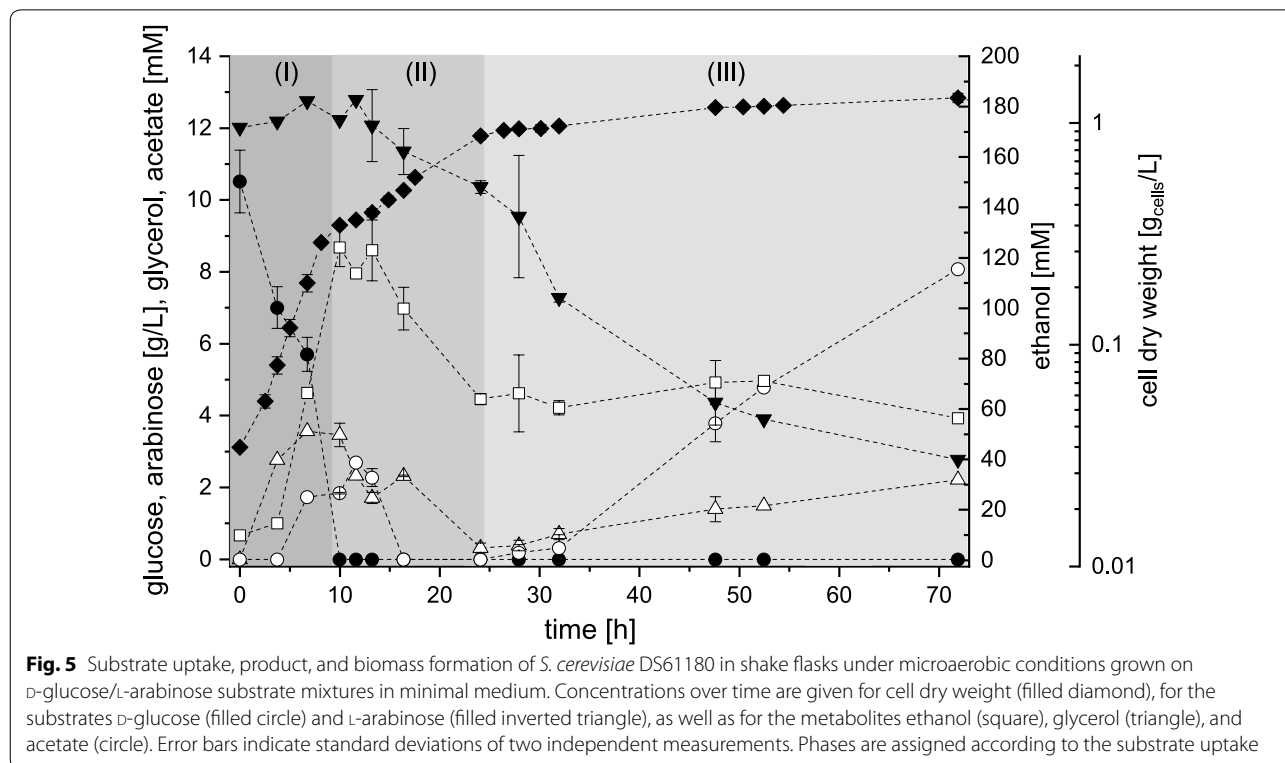 (I)
(II)
(III)
14
12
10
8
6
4
2
0
glucose, arabinose [g/L], glycerol, acetate [mM]
200
180
160
140
120
100
80
60
40
20
0
ethanol [mM]
1
0.1
0.01
cell dry weight [gcells/L]
0 10 20 30 40 50 60 70
time [h]
Fig. 5 Substrate uptake, product, and biomass formation of S. cerevisiae DS61180 in shake flasks under microaerobic conditions grown on
D-glucose/L-arabinose substrate mixtures in minimal medium. Concentrations over time are given for cell dry weight (filled diamond), for the
substrates D-glucose (filled circle) and L-arabinose (filled inverted triangle), as well as for the metabolites ethanol (square), glycerol (triangle), and
acetate (circle). Error bars indicate standard deviations of two independent measurements. Phases are assigned according to the substrate uptake